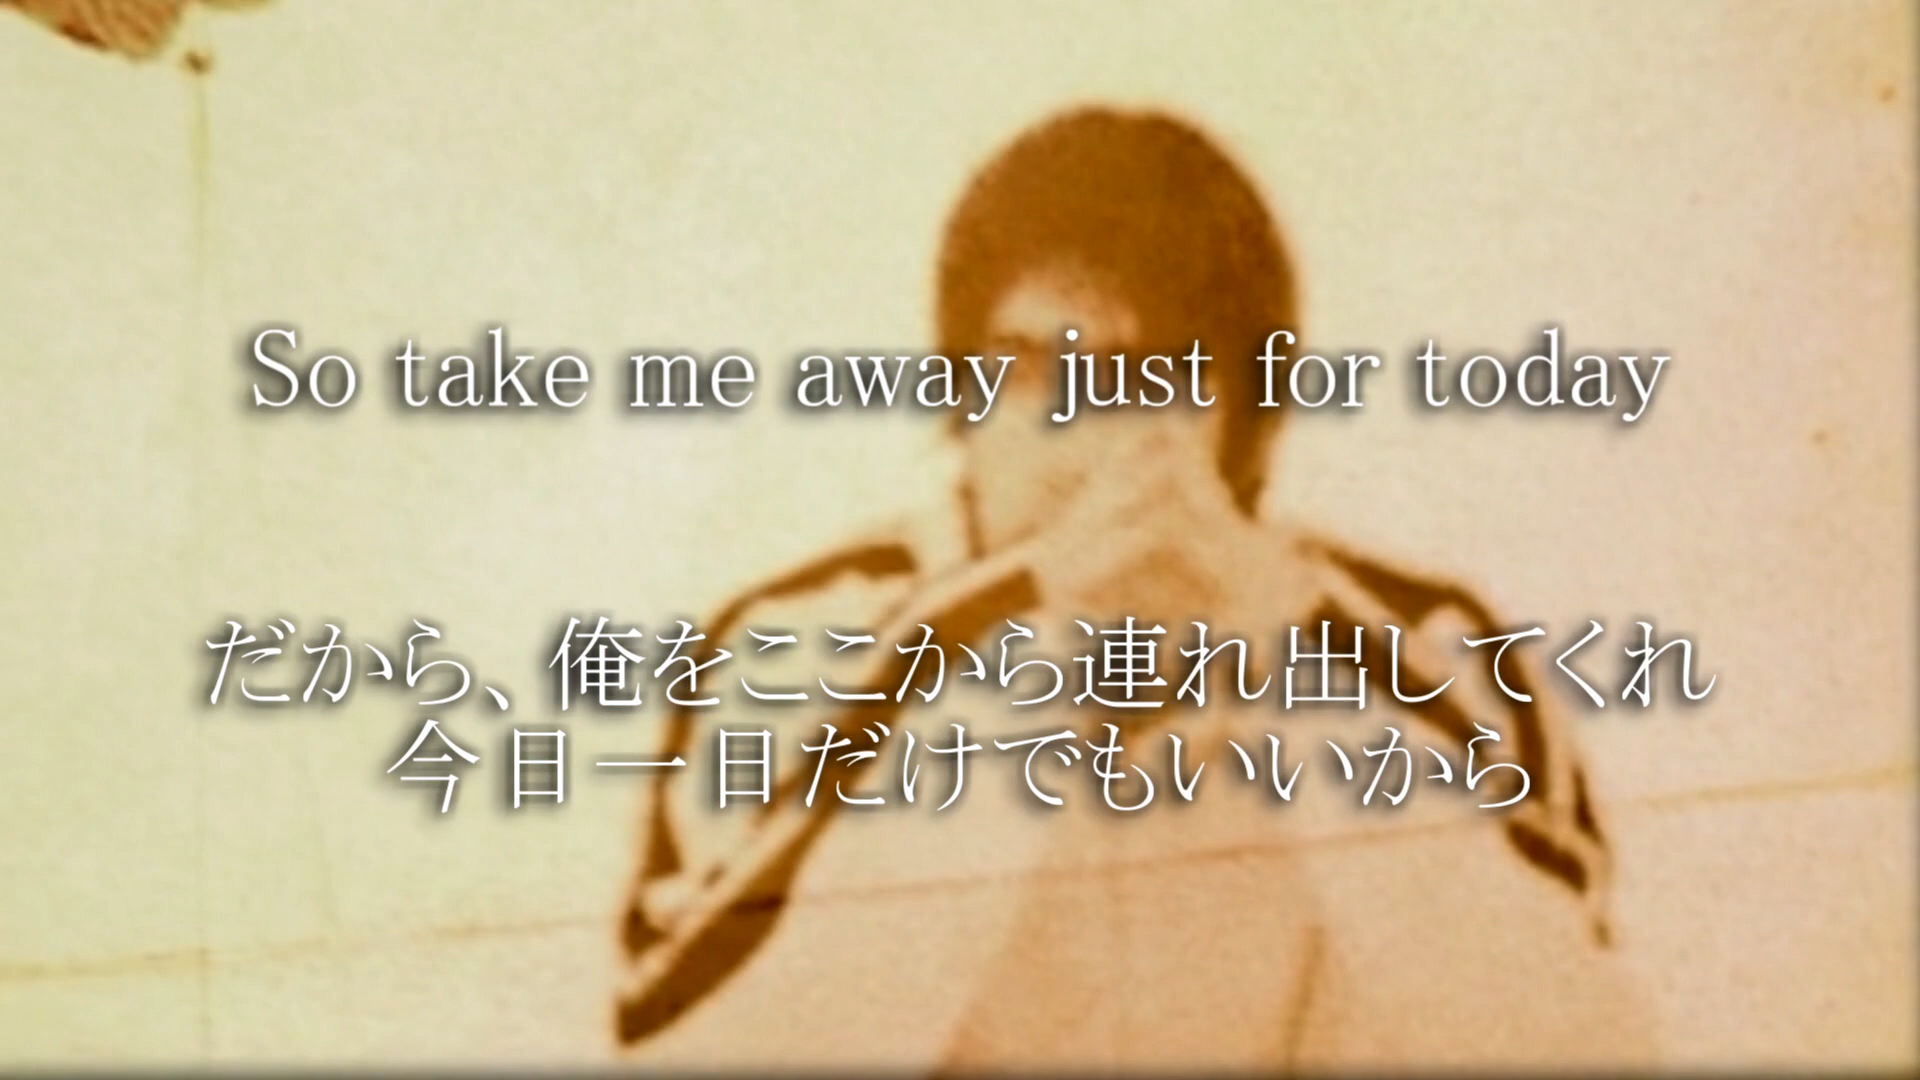 So take me away just for today
だから、俺をここから連れ出してくれ
今日一日だけでもいいから